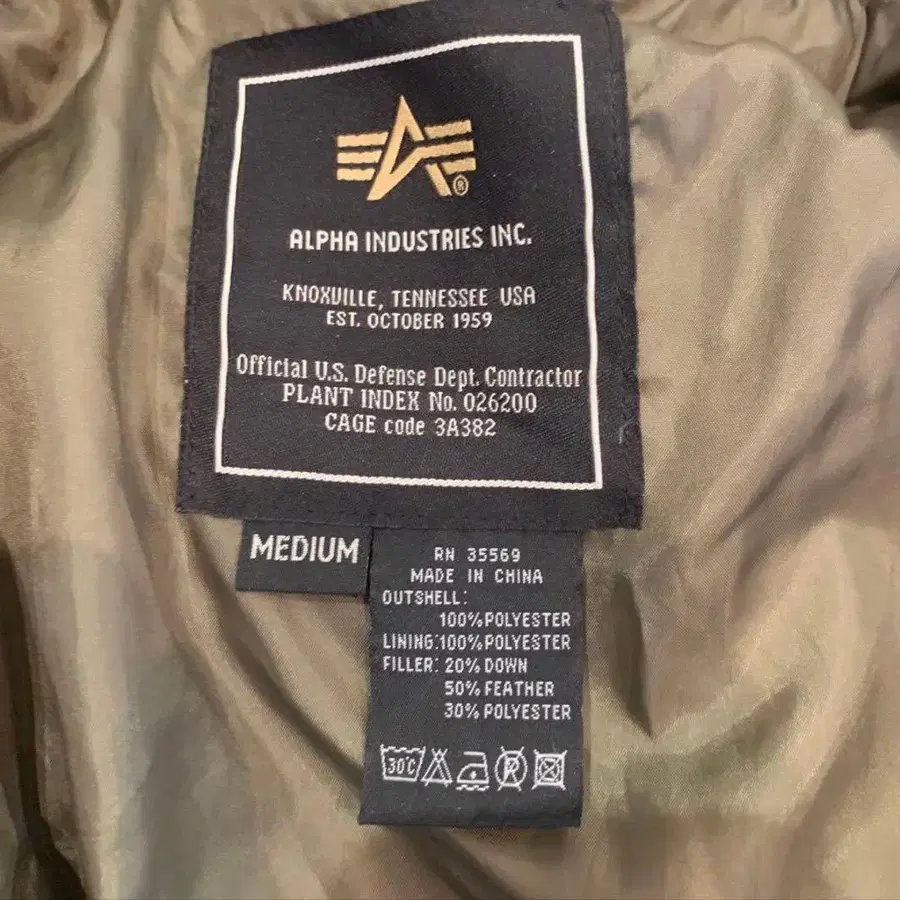 ®
ALPHA INDUSTRIES INC.
KNOXVILLE, TENNESSEE USA
EST. OCTOBER 1959
Official U.S. Defense Dept. Contractor
PLANT INDEX No. 026200
CAGE code 3A382
MEDIUM
RN 35569
MADE IN CHINA
OUTSHELL:
100% POLYESTER
LINING:100% POLYESTER
FILLER: 20% DOWN
50% FEATHER
30% POLYESTER
30C P